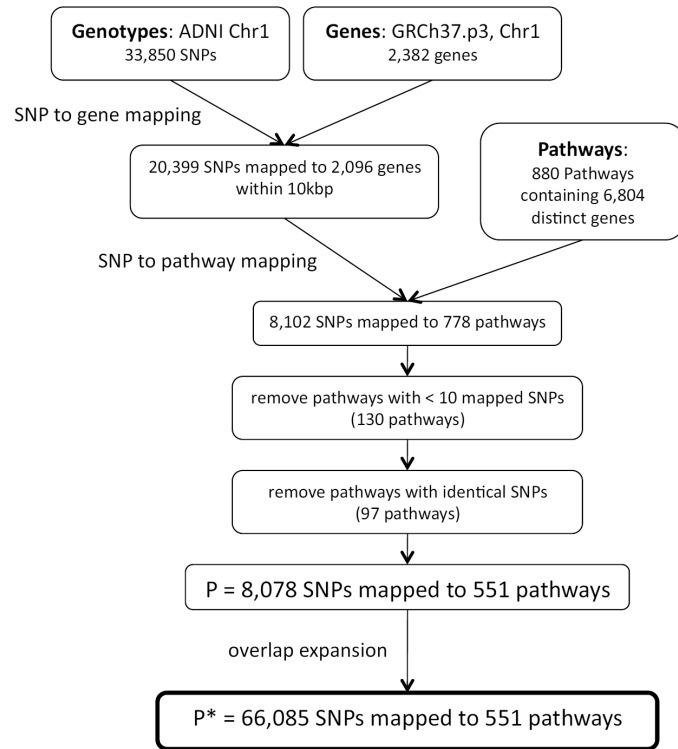 Genotypes: ADNI Chr1
33,850 SNPs
Genes: GRCh37.p3, Chr1
2,382 genes
SNP to gene mapping
20,399 SNPs mapped to 2,096 genes
within 10kbp
Pathways:
880 Pathways
containing 6,804
distinct genes
SNP to pathway mapping
8,102 SNPs mapped to 778 pathways
remove pathways with < 10 mapped SNPs
(130 pathways)
remove pathways with identical SNPs
(97 pathways)
P = 8,078 SNPs mapped to 551 pathways
overlap expansion
P* = 66,085 SNPs mapped to 551 pathways